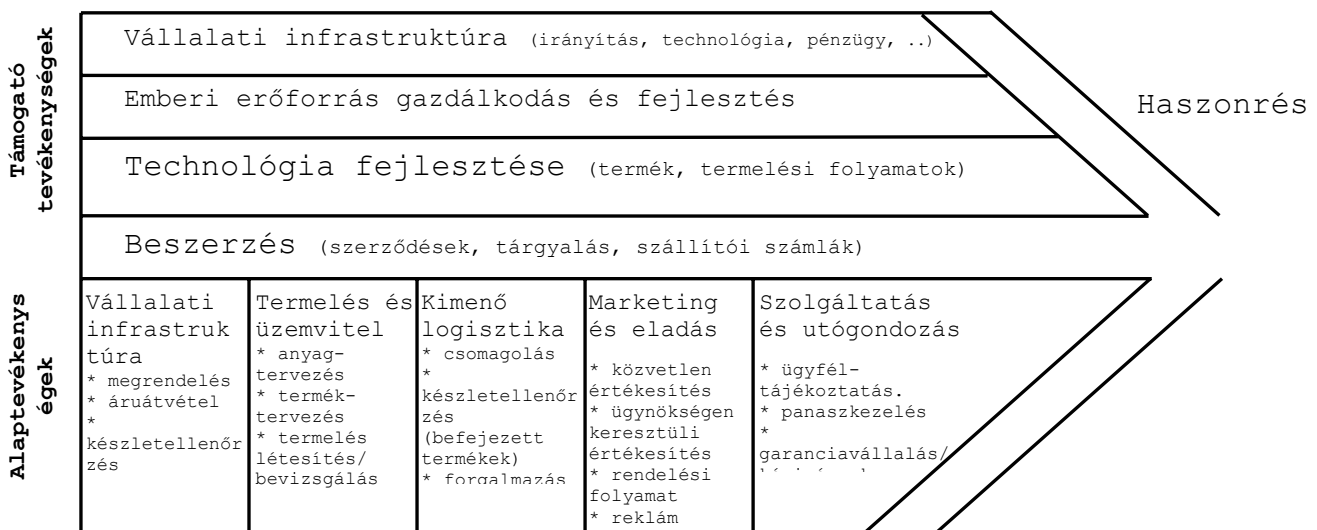 Támogató
tevékenységek
Vállalati infrastruktúra (irányítás, technológia, pénzügy, ..)
Emberi erőforrás gazdálkodás és fejlesztés
Technológia fejlesztése (termék, termelési folyamatok)
Beszerzés (szerződések, tárgyalás, szállítói számlák)
Haszonrés
Alaptevékenys
égek
Vállalati
infrastruk
túra
* megrendelés
* áruátvétel
*
készletellenőr
zés
Termelés és
üzemvitel
* anyag-
tervezés
* termék-
tervezés
* termelés
létesítés/
bevizsgálás
Kimenő
logisztika
* csomagolás
*
készletellenőr
zés
(befejezett
termékek)
* forgalmazás
Marketing
és eladás
* közvetlen
értékesítés
* ügynökségen
keresztüli
értékesítés
* rendelési
folyamat
* reklám
Szolgáltatás
és utógondozás
* ügyfél-
tájékoztatás.
* panaszkezelés
*
garanciavállalás/